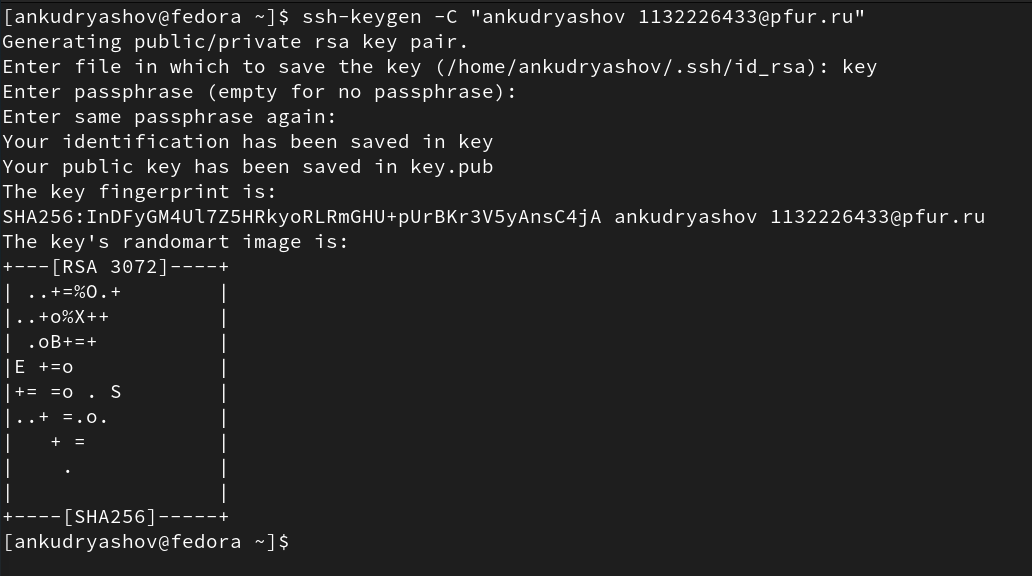 [ankudryashov@fedora ~]$ ssh-keygen -C "ankudryashov 1132226433@pfur.ru"
Generating public/private rsa key pair.
Enter file in which to save the key (/home/ankudryashov/.ssh/id_rsa): key
Enter passphrase (empty for no passphrase):
Enter same passphrase again:
Your identification has been saved in key
Your public key has been saved in key.pub
The key fingerprint is:
SHA256:InDFyGM4Ul7Z5HRkyoRLRmGHU+pUrBKr3V5yAnsC4jA ankudryashov 1132226433@pfur.ru
The key's randomart image is:
+---[RSA 3072]----+
| ..+=%O.+        |
|..+o%X++         |
| .oB+=+          |
|E +=o            |
|+= =o . S        |
|..+ =.o.         |
|   + =           |
|    .            |
|                 |
+----[SHA256]-----+
[ankudryashov@fedora ~]$